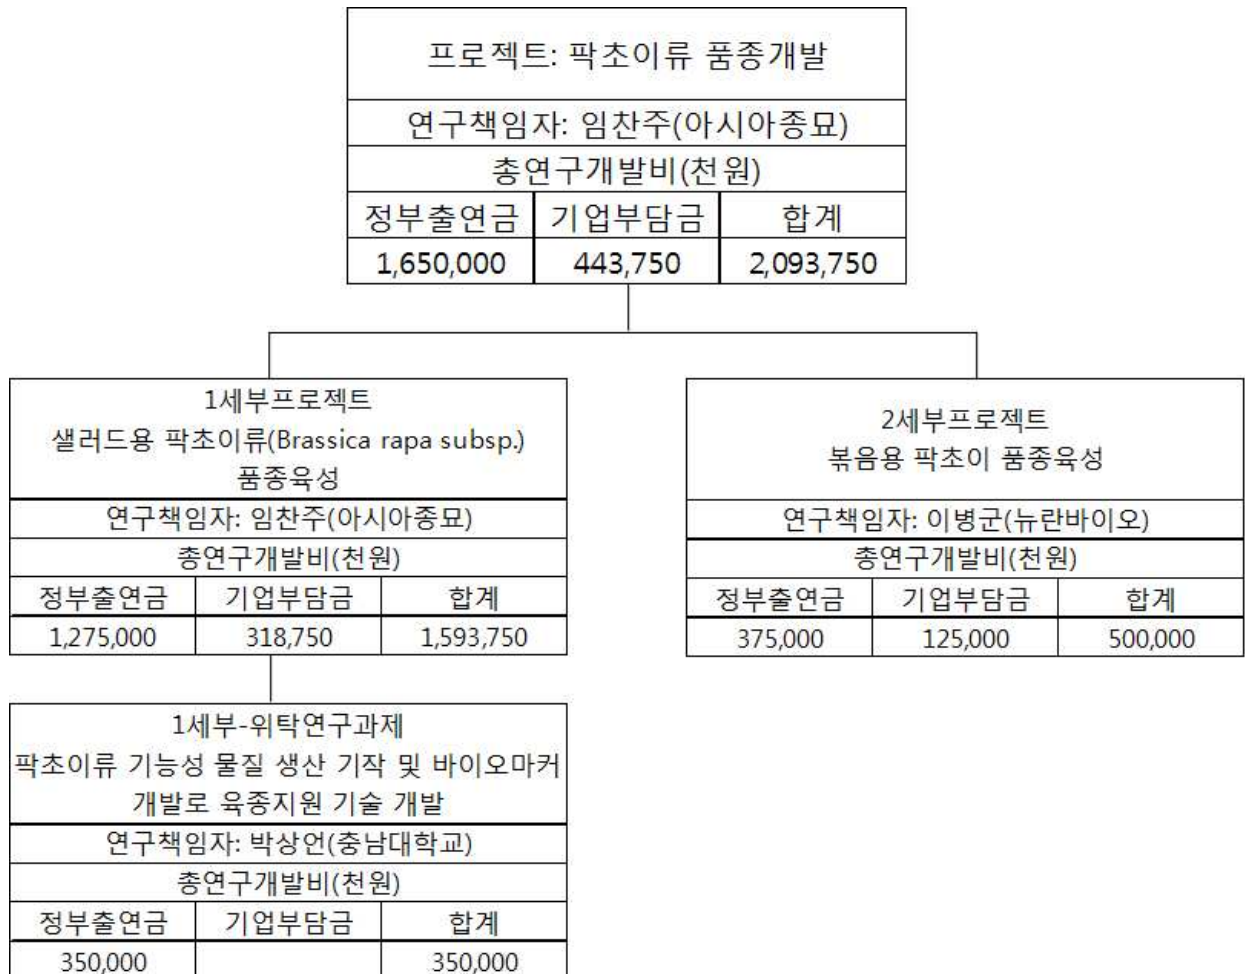 프로젝트: 팍초이류 품종개발
연구책임자: 임찬주(아시아종묘)
총연구개발비(천원)
정부출연금 기업부담금 합계
1,650,000 443,750 2,093,750
1세부프로젝트
샐러드용 팍초이류(Brassica rapa subsp.)
품종육성
연구책임자: 임찬주(아시아종묘)
총연구개발비(천원)
정부출연금 기업부담금 합계
1,275,000 318,750 1,593,750
2세부프로젝트
볶음용 팍초이 품종육성
연구책임자: 이병군(뉴란바이오)
총연구개발비(천원)
정부출연금 기업부담금 합계
375,000 125,000 500,000
1세부-위탁연구과제
팍초이류 기능성 물질 생산 기작 및 바이오마커
개발로 육종지원 기술 개발
연구책임자: 박상언(충남대학교)
총연구개발비(천원)
정부출연금 기업부담금 합계
350,000 350,000